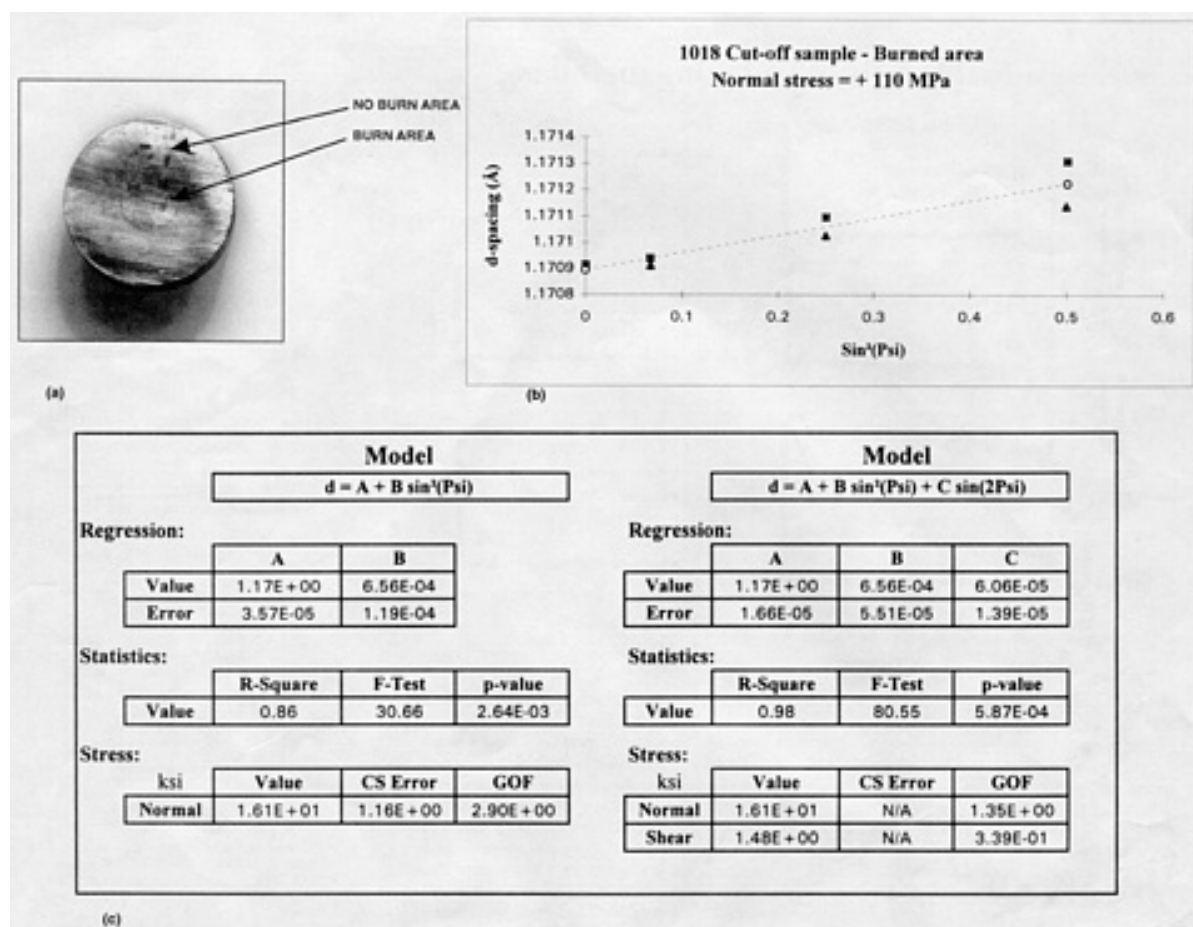 NO BURN AREA
BURN AREA
(a)
1018 Cut-off sample - Burned area
Normal stress = + 110 MPa
d-spacing (Å)
1.1714
1.1713
1.1712
1.1711
1.171
1.1709
1.1708
0 0.1 0.2 0.3 0.4 0.5 0.6
Sin²(Psi)
(b)
Model
d = A + B sin²(Psi)
Regression:
A B
Value 1.17E+00 6.56E-04
Error 3.57E-05 1.19E-04
Statistics:
R-Square F-Test p-value
Value 0.86 30.66 2.64E-03
Stress:
ksi Value CS Error GOF
Normal 1.61E+01 1.16E+00 2.90E+00
Model
d = A + B sin²(Psi) + C sin(2Psi)
Regression:
A B C
Value 1.17E+00 6.56E-04 6.06E-05
Error 1.66E-05 5.51E-05 1.39E-05
Statistics:
R-Square F-Test p-value
Value 0.98 80.55 5.87E-04
Stress:
ksi Value CS Error GOF
Normal 1.61E+01 N/A 1.35E+00
Shear 1.48E+00 N/A 3.39E-01
(c)